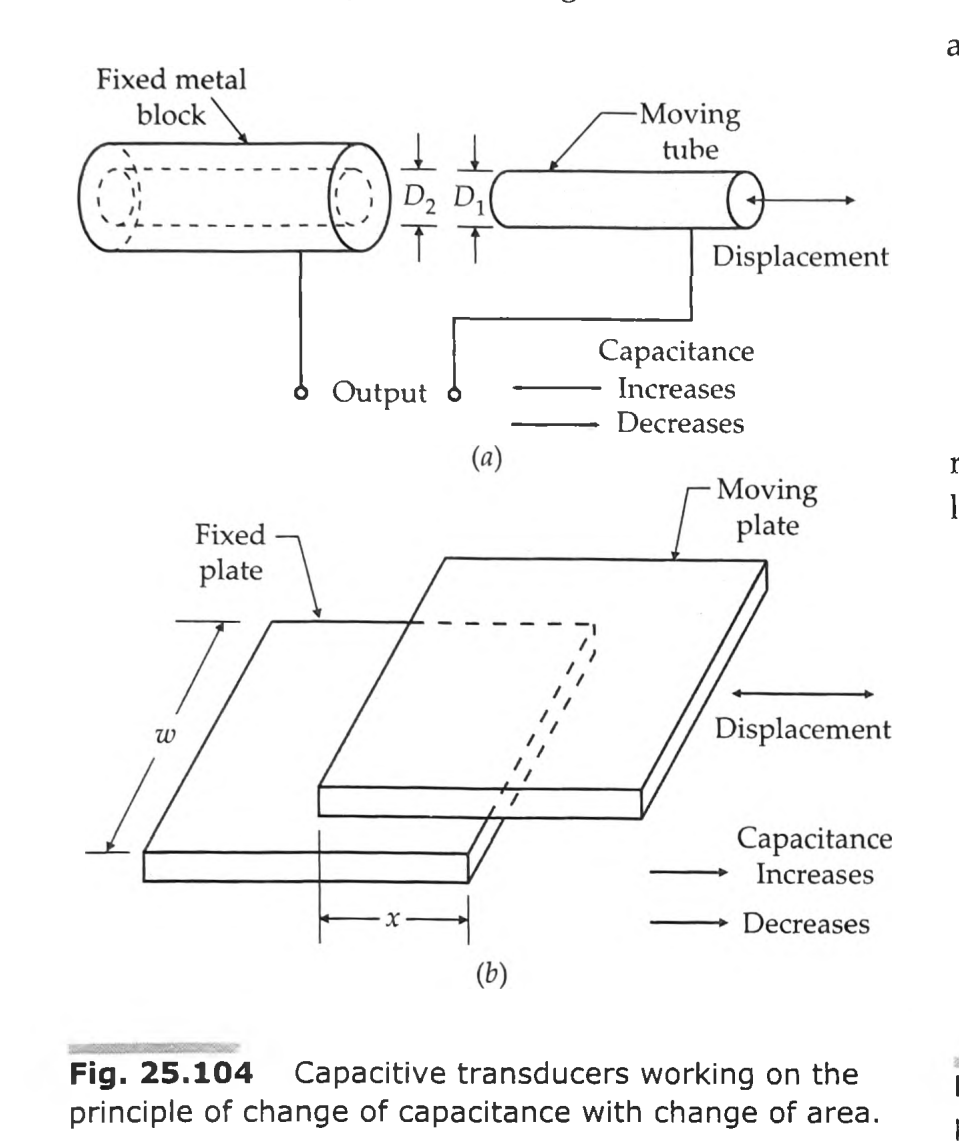 Fixed metal
block
Moving
tube
D2
D1
Displacement
Capacitance
Output
Increases
Decreases
(a)
Moving
plate
Fixed
plate
w
Displacement
Capacitance
Increases
x
Decreases
(b)
Fig. 25.104 Capacitive transducers working on the
principle of change of capacitance with change of area.